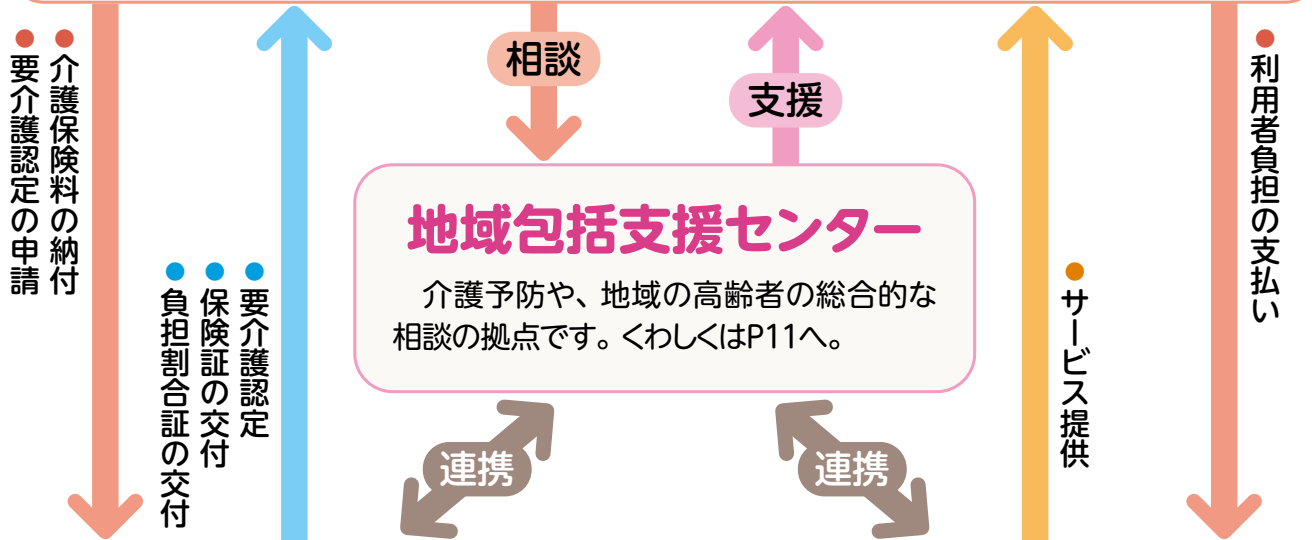 ●介護保険料の納付
●要介護認定の申請
●要介護認定
●保険証の交付
●負担割合証の交付
相談
支援
地域包括支援センター
　介護予防や、地域の高齢者の総合的な
相談の拠点です。くわしくはP11へ。
連携
連携
●サービス提供
●利用者負担の支払い